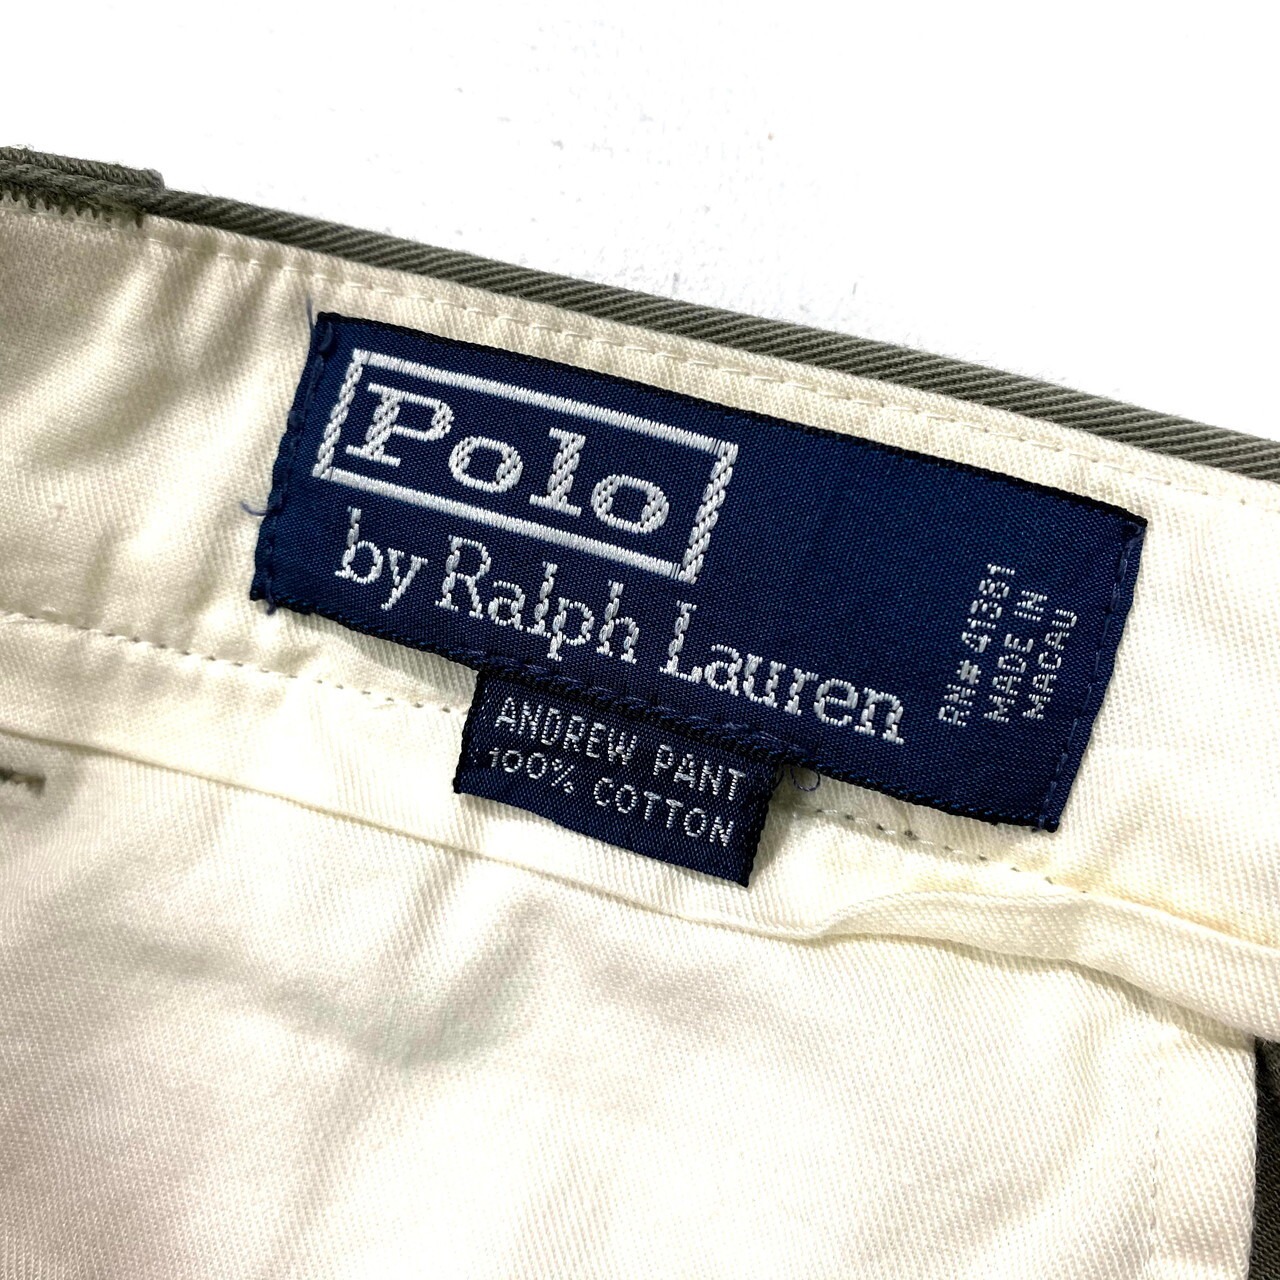 Polo
by Ralph Lauren
RN# 41381
MADE IN
MACAU
ANDREW PANT
100% COTTON